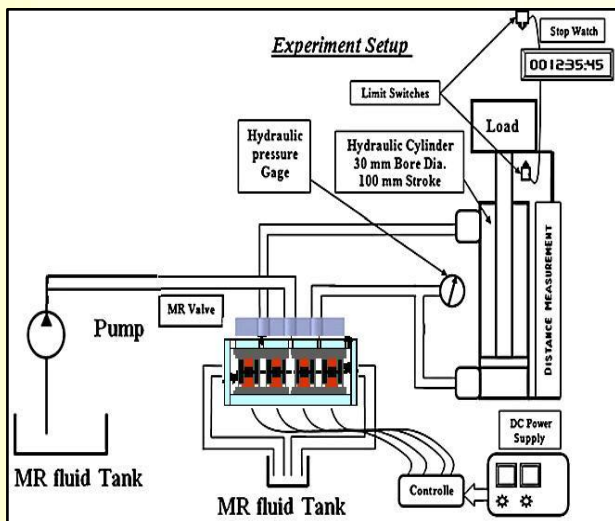 Experiment Setup
Stop Watch
001235:45
Limit Switches
Load
Hydraulic
pressure
Gage
Hydraulic Cylinder
30 mm Bore Dia.
100 mm Stroke
DISTANCE MEASUREMENT
MR Valve
Pump
MR fluid Tank
MR fluid Tank
DC Power
Supply
Controlle